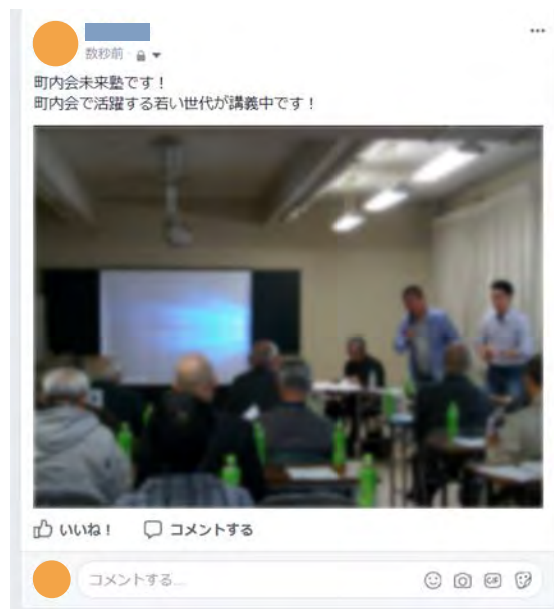 数秒前
町内会未来塾です！
町内会で活躍する若い世代が講義中です！
いいね！ コメントする
コメントする...
GIF